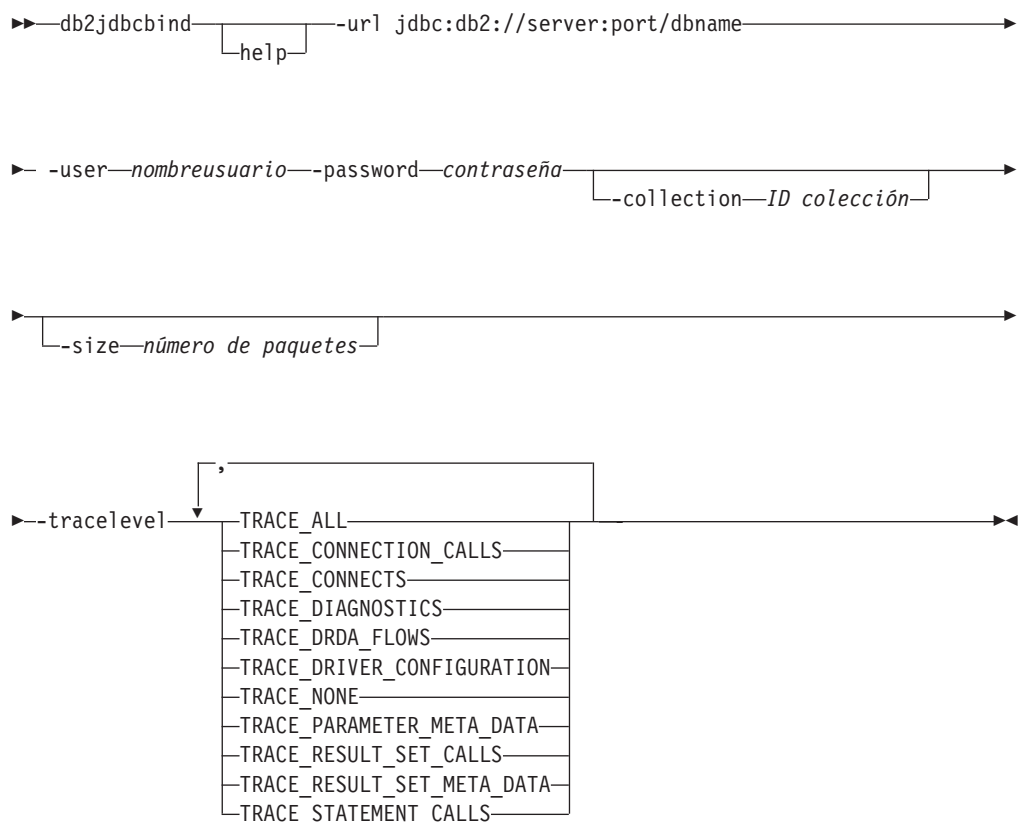 db2jdbcbind -url jdbc:db2://server:port/dbname
help
-user nombreusuario -password contraseña
-collection ID colección
-size número de paquetes
,
-tracelevel TRACE_ALL
TRACE_CONNECTION_CALLS
TRACE_CONNECTS
TRACE_DIAGNOSTICS
TRACE_DRDA_FLOWS
TRACE_DRIVER_CONFIGURATION
TRACE_NONE
TRACE_PARAMETER_META_DATA
TRACE_RESULT_SET_CALLS
TRACE_RESULT_SET_META_DATA
TRACE_STATEMENT_CALLS